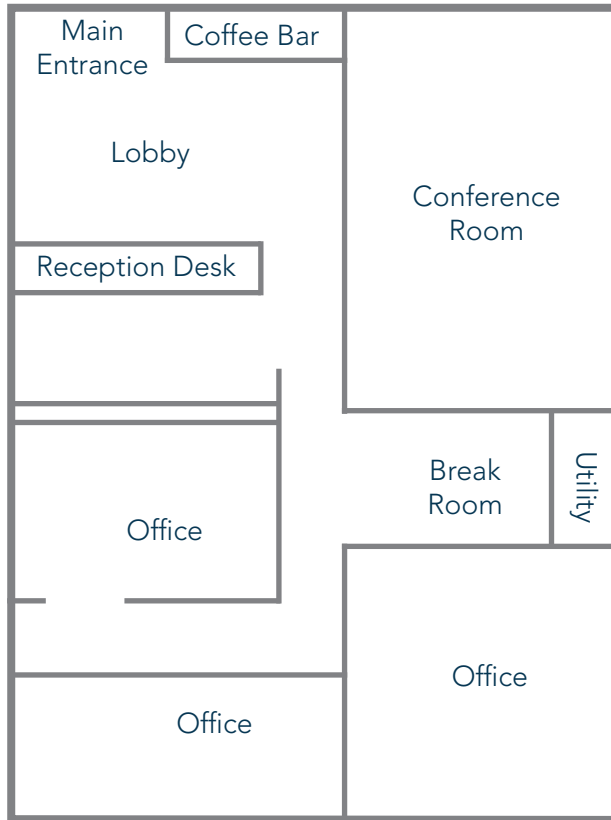 Main
Entrance
Coffee Bar
Lobby
Conference
Room
Reception Desk
Break
Room
Utility
Office
Office
Office